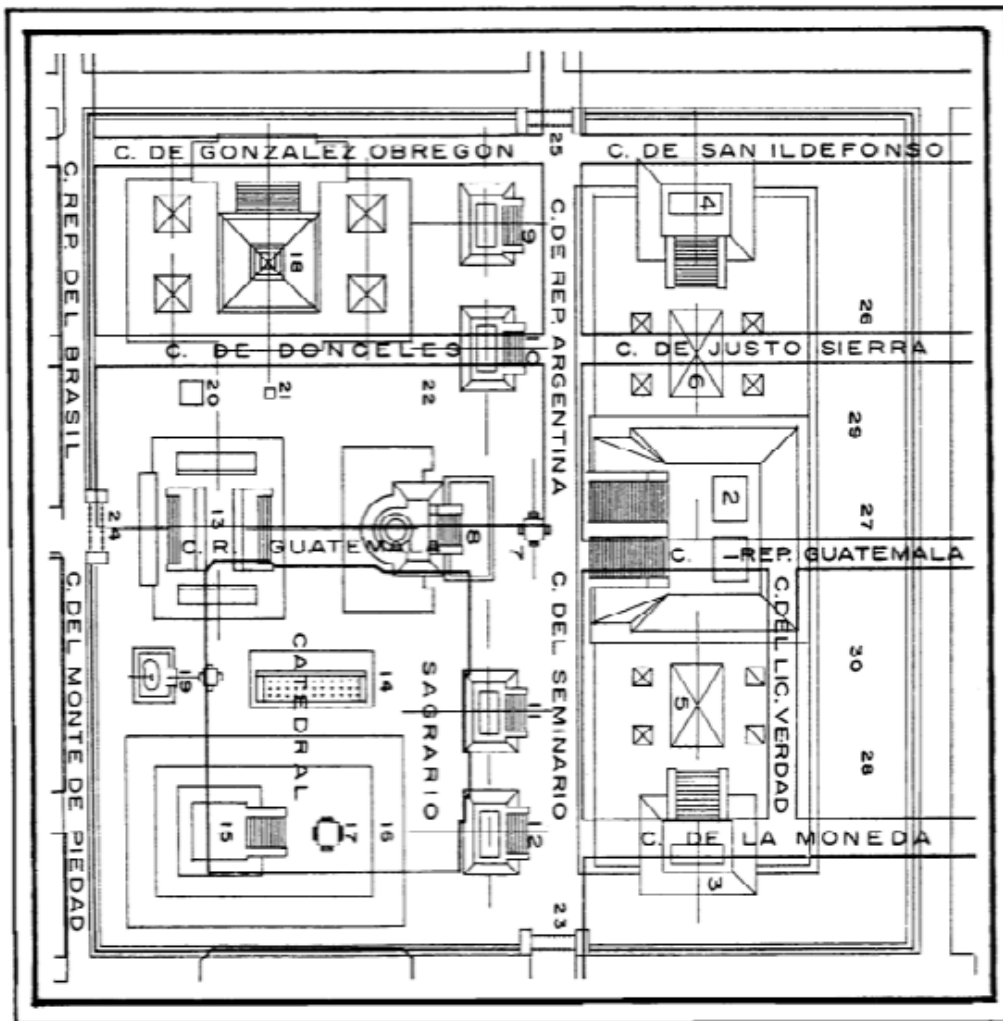 C. DE GONZALEZ OBREGON
25
C. DE SAN ILDEFONSO
C. REP. DEL BRASIL
18
9
C. DE REP. ARGENTINA
4
26
C. DE DONCELES
10
C. DE JUSTO SIERRA
6
20
21
22
29
2
27
24
13
C. R. GUATEMALA
8
7
C. REP. GUATEMALA
C. DEL MONTE DE PIEDAD
19
CATEDRAL
14
SAGRARIO
11
C. DEL SEMINARIO
5
C. DEL LIC. VERDAD
30
28
15
17
16
12
C. DE LA MONEDA
3
23